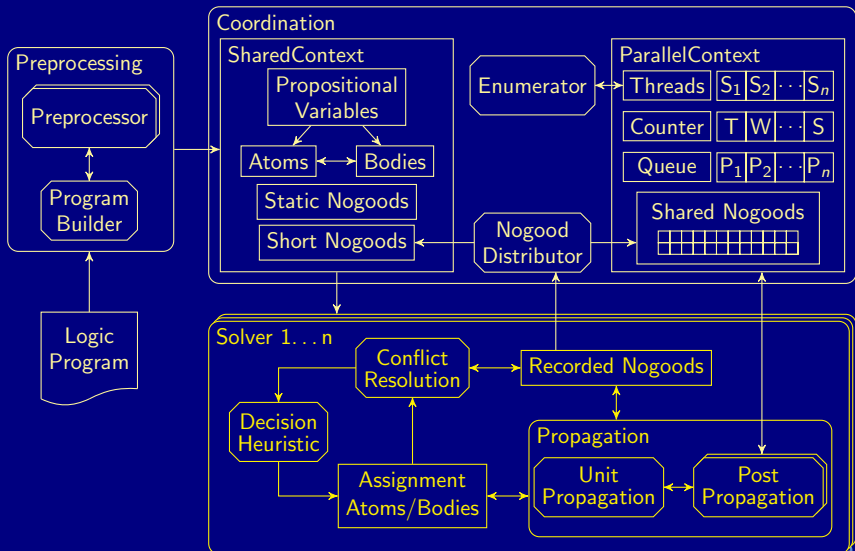 Coordination
SharedContext
Propositional
Variables
Atoms
Bodies
Static Nogoods
Short Nogoods
Enumerator
Nogood
Distributor
ParallelContext
Threads S₁ S₂ ··· Sₙ
Counter T W ··· S
Queue P₁ P₂ ··· Pₙ
Shared Nogoods
Preprocessing
Preprocessor
Program
Builder
Logic
Program
Solver 1...n
Conflict
Resolution
Recorded Nogoods
Decision
Heuristic
Assignment
Atoms/Bodies
Propagation
Unit
Propagation
Post
Propagation